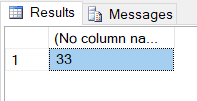 Results Messages
(No column na...
1 33